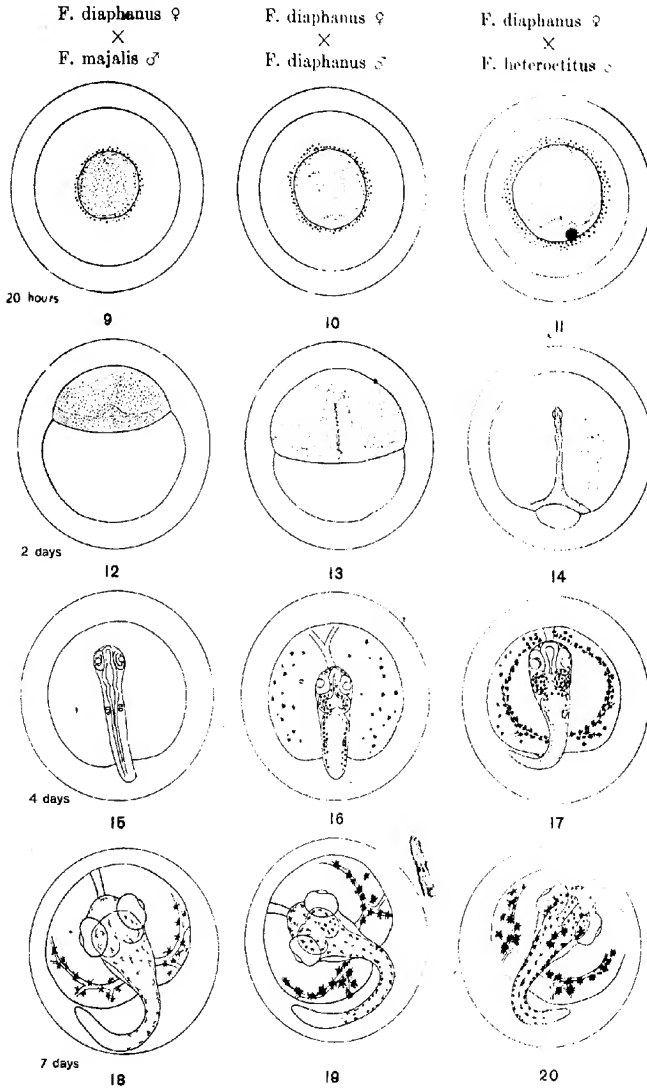 F. diaphanus ♀ F. diaphanus ♀ F. diaphanus ♀
× × ×
F. majalis ♂ F. diaphanus ♂ F. heteroctitus ♂
20 hours
9 10 11
2 days
12 13 14
4 days
15 16 17
7 days
18 19 20